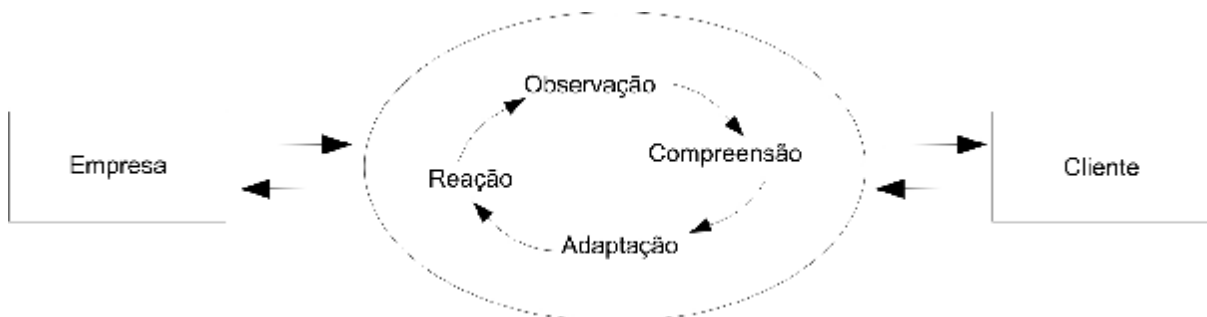 Observação
Compreensão
Empresa
Reação
Cliente
Adaptação